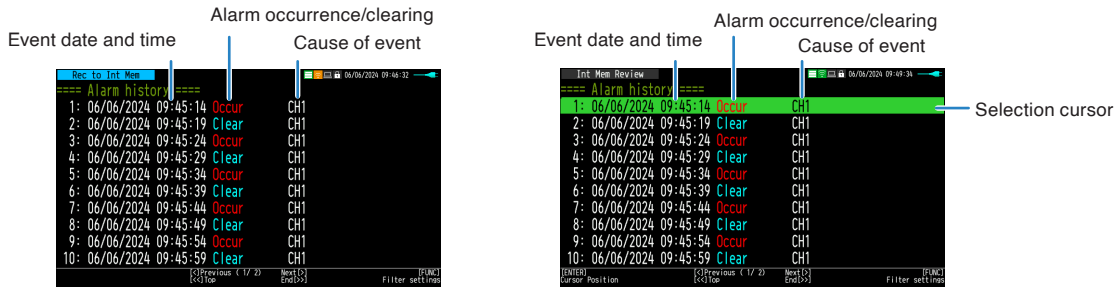 Alarm occurrence/clearing
Event date and time
Cause of event
Rec to Int Mem
06/06/2024 09:46:32
==== Alarm history ====
1: 06/06/2024 09:45:14 Occur CH1
2: 06/06/2024 09:45:19 Clear CH1
3: 06/06/2024 09:45:24 Occur CH1
4: 06/06/2024 09:45:29 Clear CH1
5: 06/06/2024 09:45:34 Occur CH1
6: 06/06/2024 09:45:39 Clear CH1
7: 06/06/2024 09:45:44 Occur CH1
8: 06/06/2024 09:45:49 Clear CH1
9: 06/06/2024 09:45:54 Occur CH1
10: 06/06/2024 09:45:59 Clear CH1
[<]Previous ( 1/ 2) Next[>] [FUNC]
[<<]Top End[>>] Filter settings
Alarm occurrence/clearing
Event date and time
Cause of event
Int Mem Review
06/06/2024 09:49:34
==== Alarm history ====
1: 06/06/2024 09:45:14 Occur CH1
Selection cursor
2: 06/06/2024 09:45:19 Clear CH1
3: 06/06/2024 09:45:24 Occur CH1
4: 06/06/2024 09:45:29 Clear CH1
5: 06/06/2024 09:45:34 Occur CH1
6: 06/06/2024 09:45:39 Clear CH1
7: 06/06/2024 09:45:44 Occur CH1
8: 06/06/2024 09:45:49 Clear CH1
9: 06/06/2024 09:45:54 Occur CH1
10: 06/06/2024 09:45:59 Clear CH1
[ENTER] [<]Previous ( 1/ 2) Next[>] [FUNC]
Cursor Position [<<]Top End[>>] Filter settings